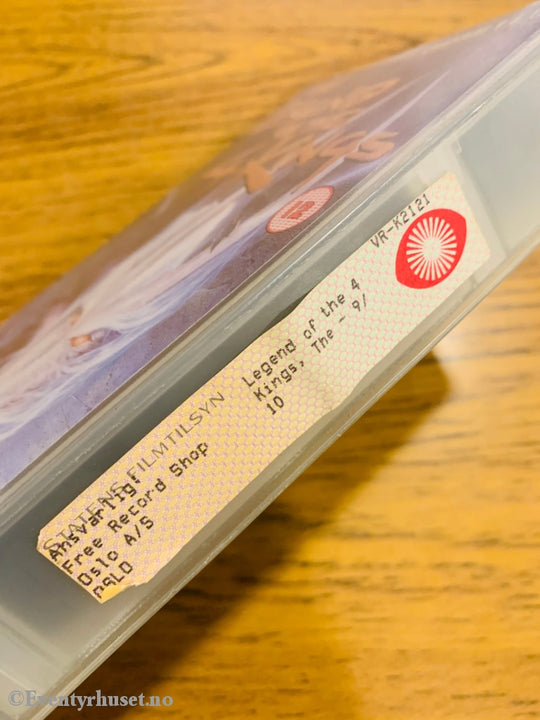 KINGS
VR-K2121
Legend of the 4
Kings, The - 9/
10
STATENS FILMTILSYN
Ansvarlig:
Free Record Shop
Oslo A/S
OSLO
©Eventyrhuset.no